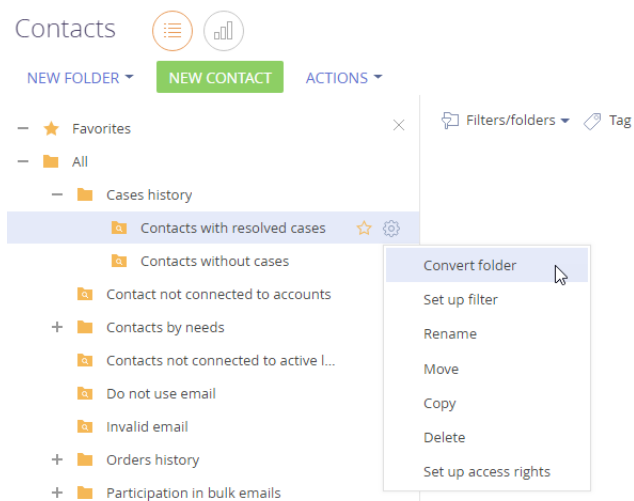 Contacts
NEW FOLDER NEW CONTACT ACTIONS
Favorites
Filters/folders Tag
All
Cases history
Contacts with resolved cases
Contacts without cases
Convert folder
Contact not connected to accounts
Set up filter
Contacts by needs
Rename
Contacts not connected to active l...
Move
Do not use email
Copy
Invalid email
Delete
Orders history
Set up access rights
Participation in bulk emails